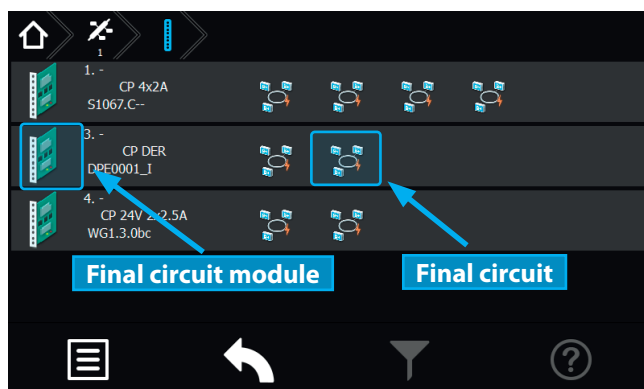 1
1. -
CP 4x2A
S1067.C--
3. -
CP DER
DPE0001_I
4. -
CP 24V 2x2.5A
WG1.3.0bc
Final circuit module
Final circuit
?